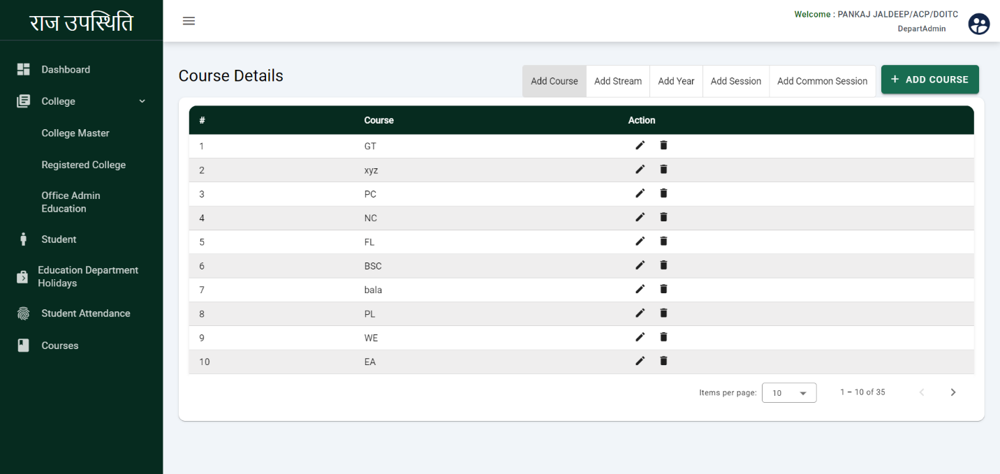 राज उपस्थिति
Welcome : PANKAJ JALDEEP/ACP/DOITC
DepartAdmin
Dashboard
College
College Master
Registered College
Office Admin
Education
Student
Education Department
Holidays
Student Attendance
Courses
Course Details
Add Course Add Stream Add Year Add Session Add Common Session + ADD COURSE
# Course Action
1 GT
2 xyz
3 PC
4 NC
5 FL
6 BSC
7 bala
8 PL
9 WE
10 EA
Items per page: 10 1 – 10 of 35